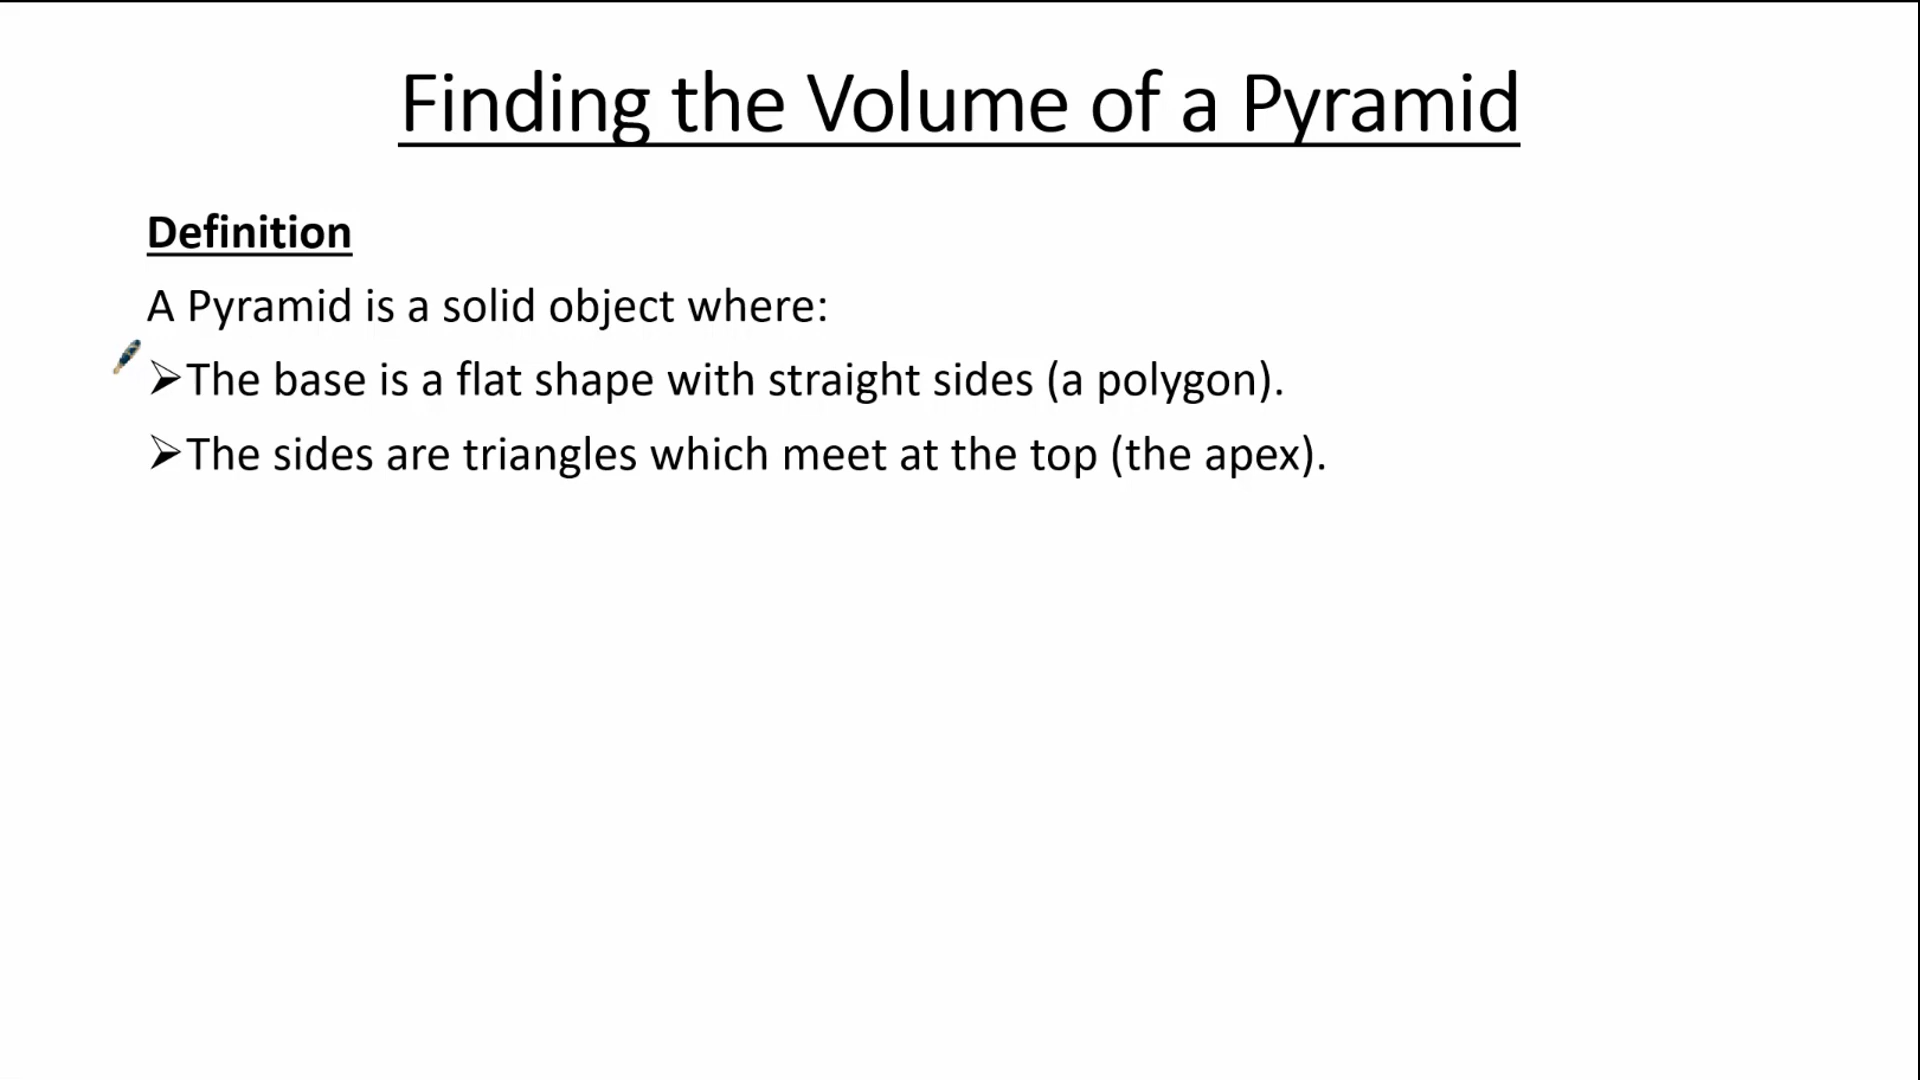 Finding the Volume of a Pyramid
Definition
A Pyramid is a solid object where:
➢The base is a flat shape with straight sides (a polygon).
➢The sides are triangles which meet at the top (the apex).